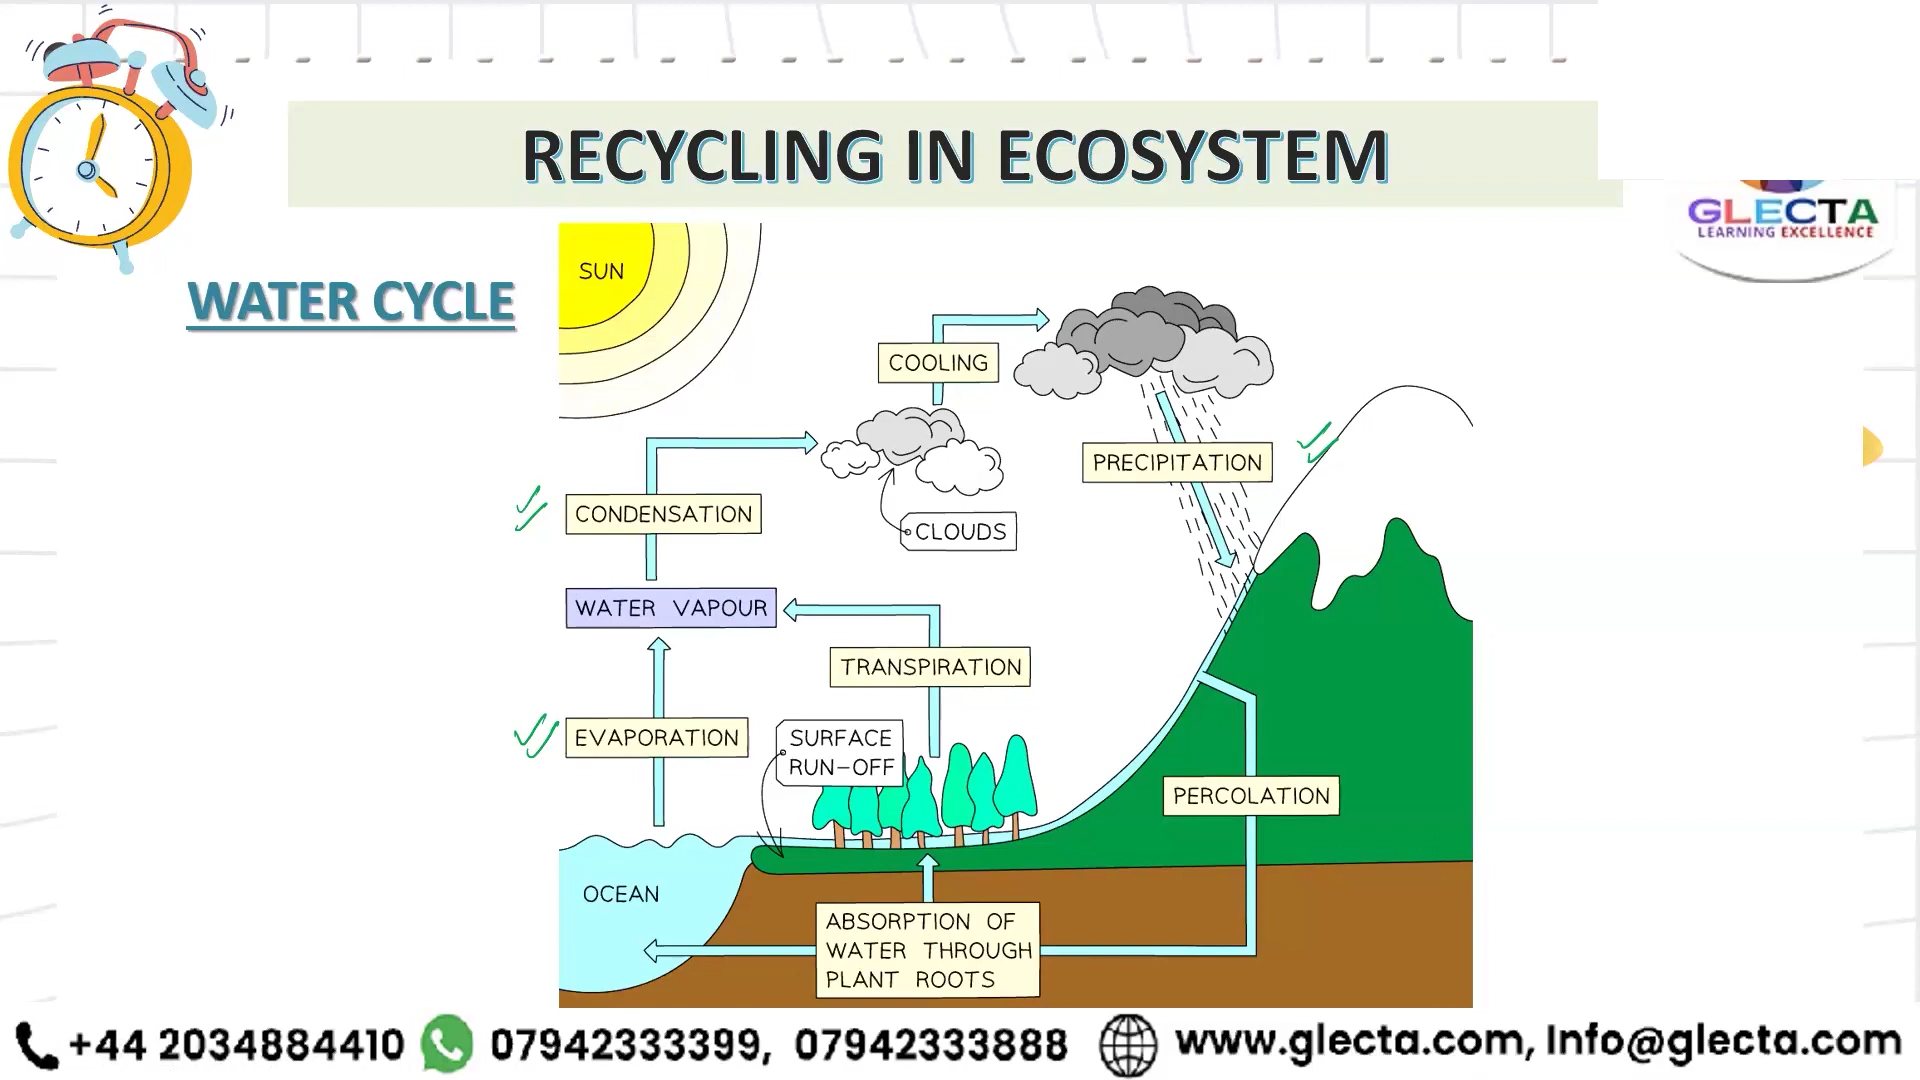 RECYCLING IN ECOSYSTEM
GLECTA
LEARNING EXCELLENCE
WATER CYCLE
SUN
COOLING
PRECIPITATION
CONDENSATION
CLOUDS
WATER VAPOUR
TRANSPIRATION
EVAPORATION
SURFACE
RUN-OFF
PERCOLATION
OCEAN
ABSORPTION OF
WATER THROUGH
PLANT ROOTS
+44 2034884410 07942333399, 07942333888 www.glecta.com, Info@glecta.com